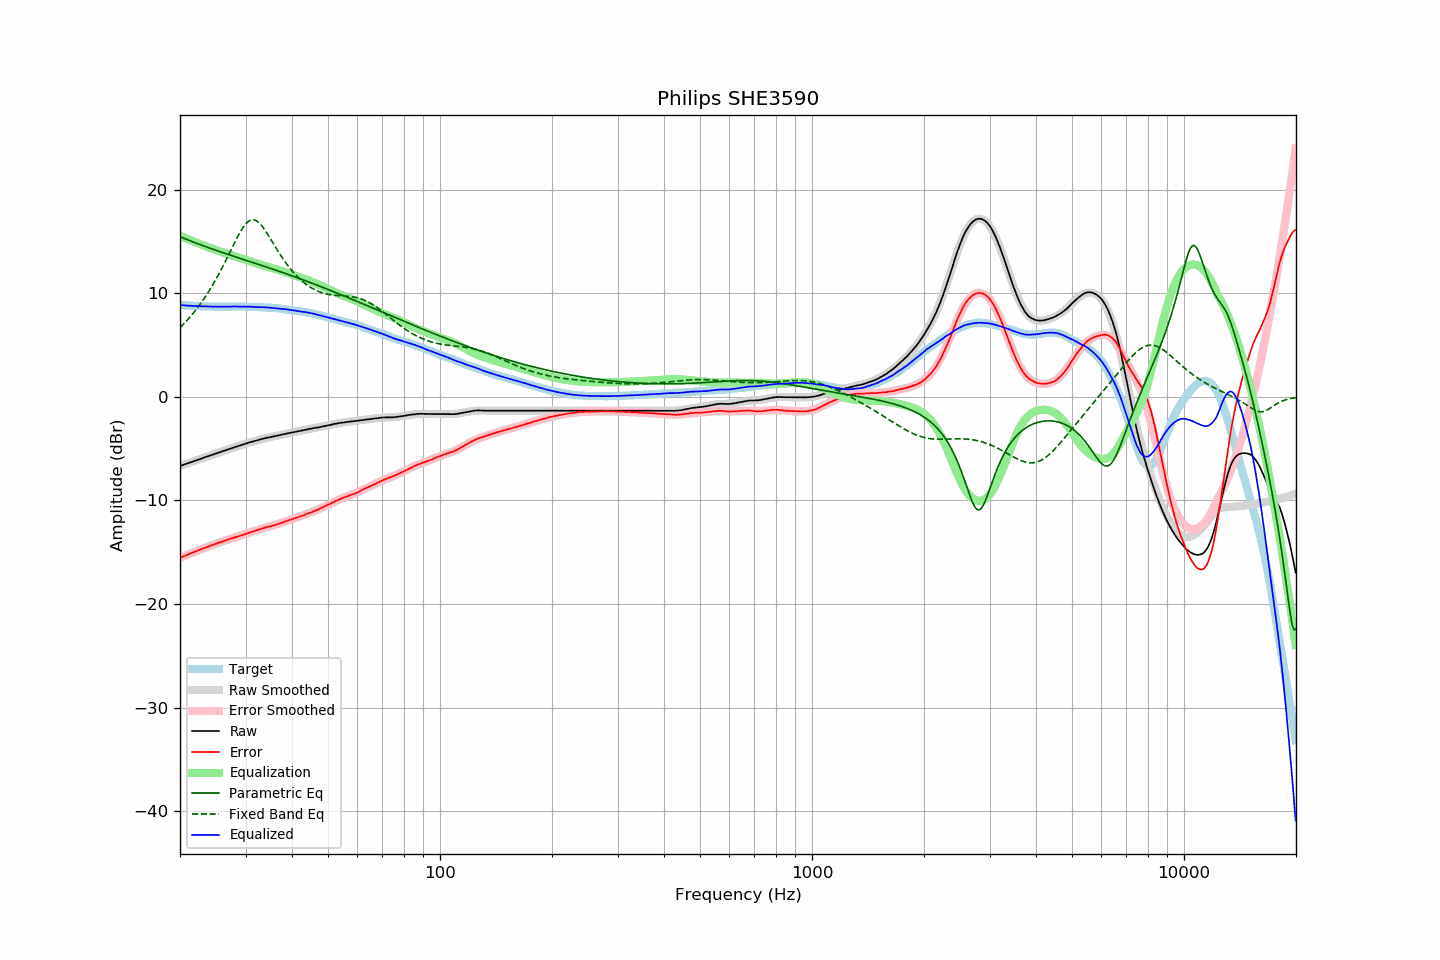 Philips SHE3590
Amplitude (dBr)
20
10
0
−10
−20
−30
−40
Target
Raw Smoothed
Error Smoothed
Raw
Error
Equalization
Parametric Eq
Fixed Band Eq
Equalized
100
1000
10000
Frequency (Hz)